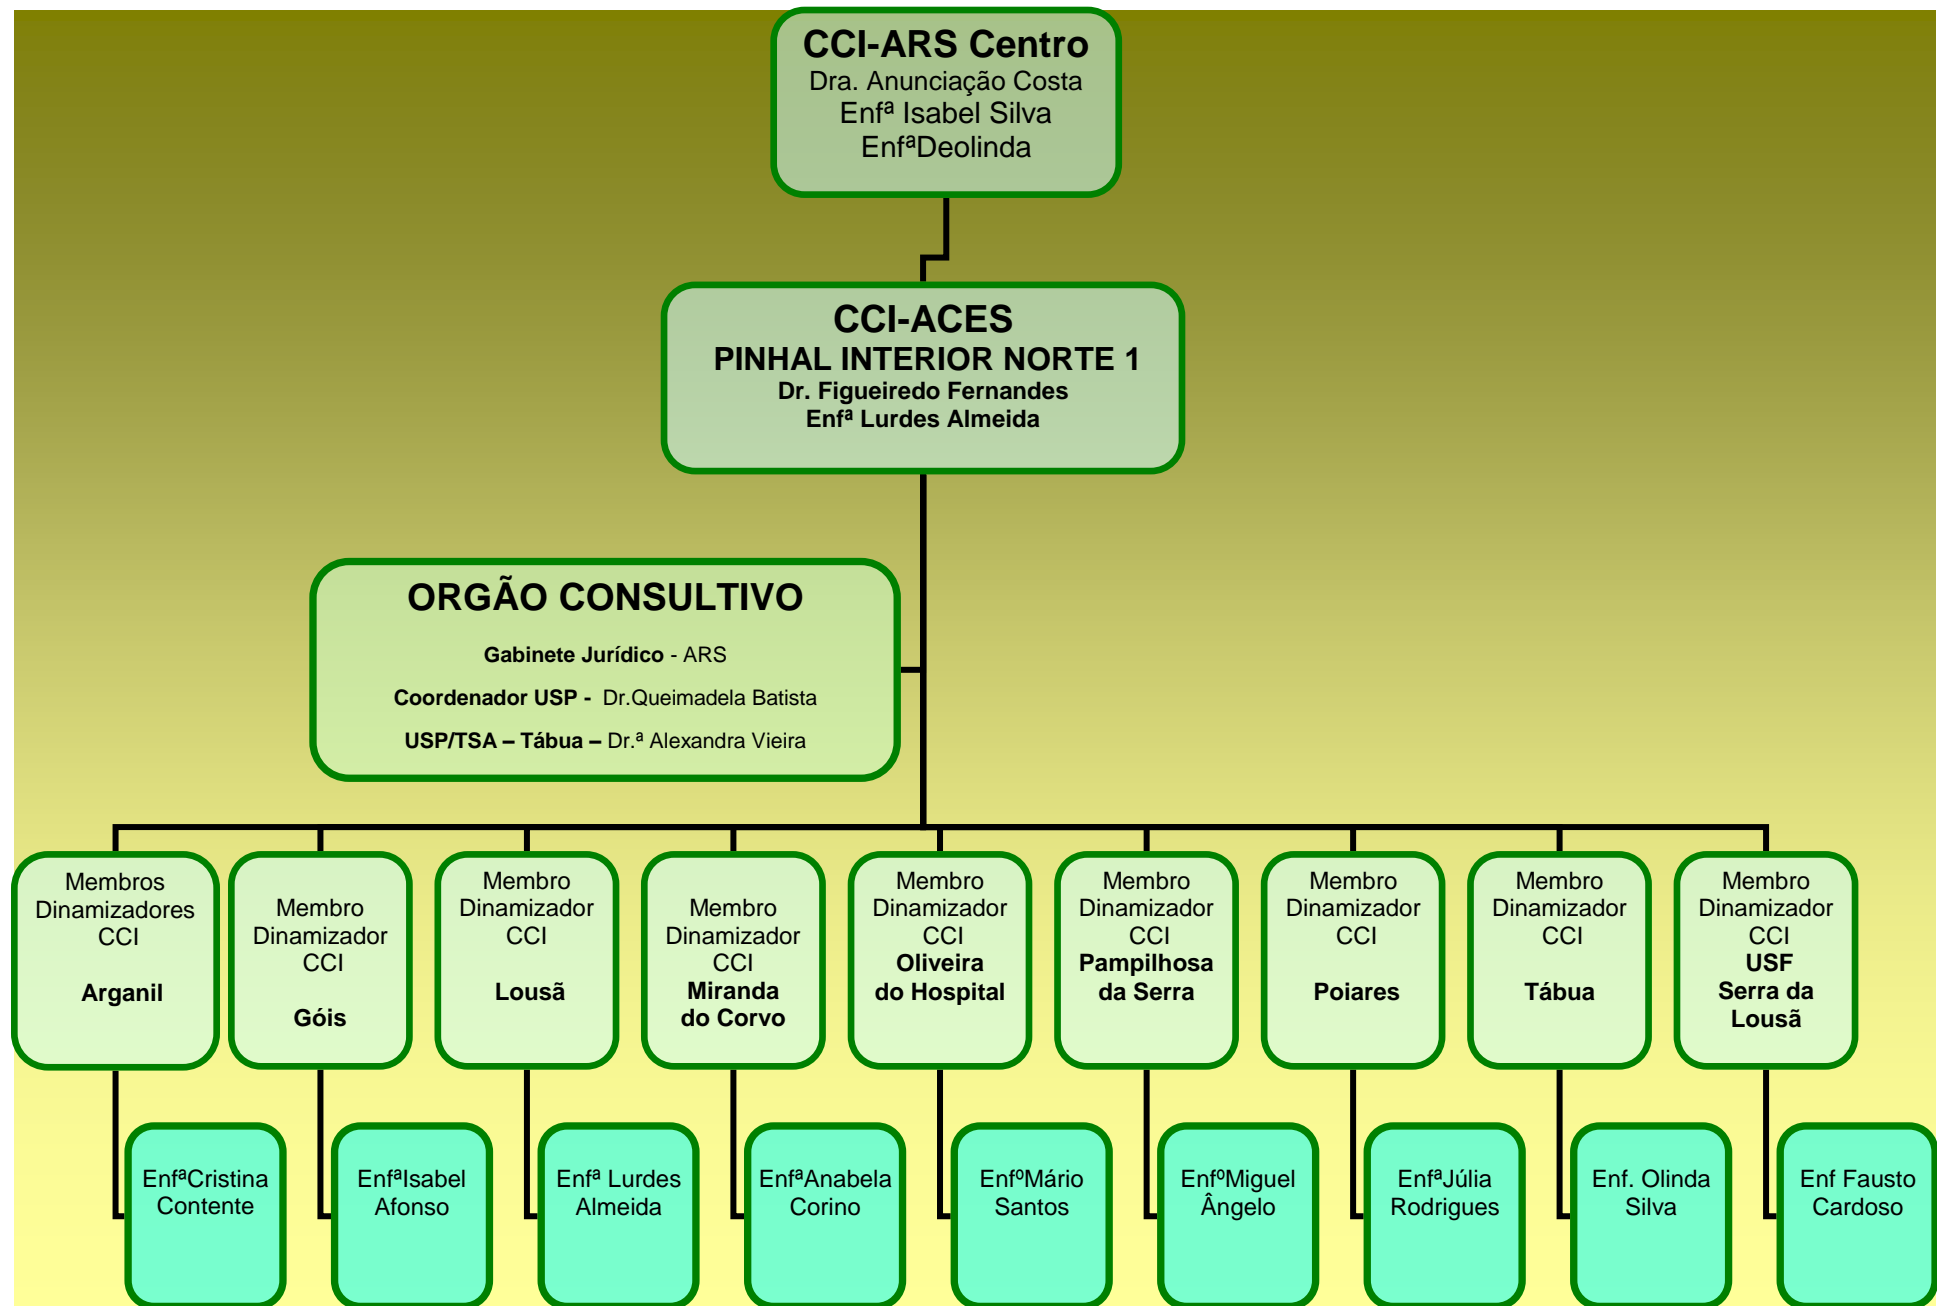 CCI-ARS Centro
Dra. Anunciação Costa
Enfª Isabel Silva
EnfªDeolinda
CCI-ACES
PINHAL INTERIOR NORTE 1
Dr. Figueiredo Fernandes
Enfª Lurdes Almeida
ORGÃO CONSULTIVO
Gabinete Jurídico - ARS
Coordenador USP - Dr.Queimadela Batista
USP/TSA – Tábua – Dr.ª Alexandra Vieira
Membros
Dinamizadores
CCI
Arganil
Membro
Dinamizador
CCI
Góis
Membro
Dinamizador
CCI
Lousã
Membro
Dinamizador
CCI
Miranda
do Corvo
Membro
Dinamizador
CCI
Oliveira
do Hospital
Membro
Dinamizador
CCI
Pampilhosa
da Serra
Membro
Dinamizador
CCI
Poiares
Membro
Dinamizador
CCI
Tábua
Membro
Dinamizador
CCI
USF
Serra da
Lousã
EnfªCristina
Contente
EnfªIsabel
Afonso
Enfª Lurdes
Almeida
EnfªAnabela
Corino
EnfºMário
Santos
EnfºMiguel
Ângelo
EnfªJúlia
Rodrigues
Enf. Olinda
Silva
Enf Fausto
Cardoso